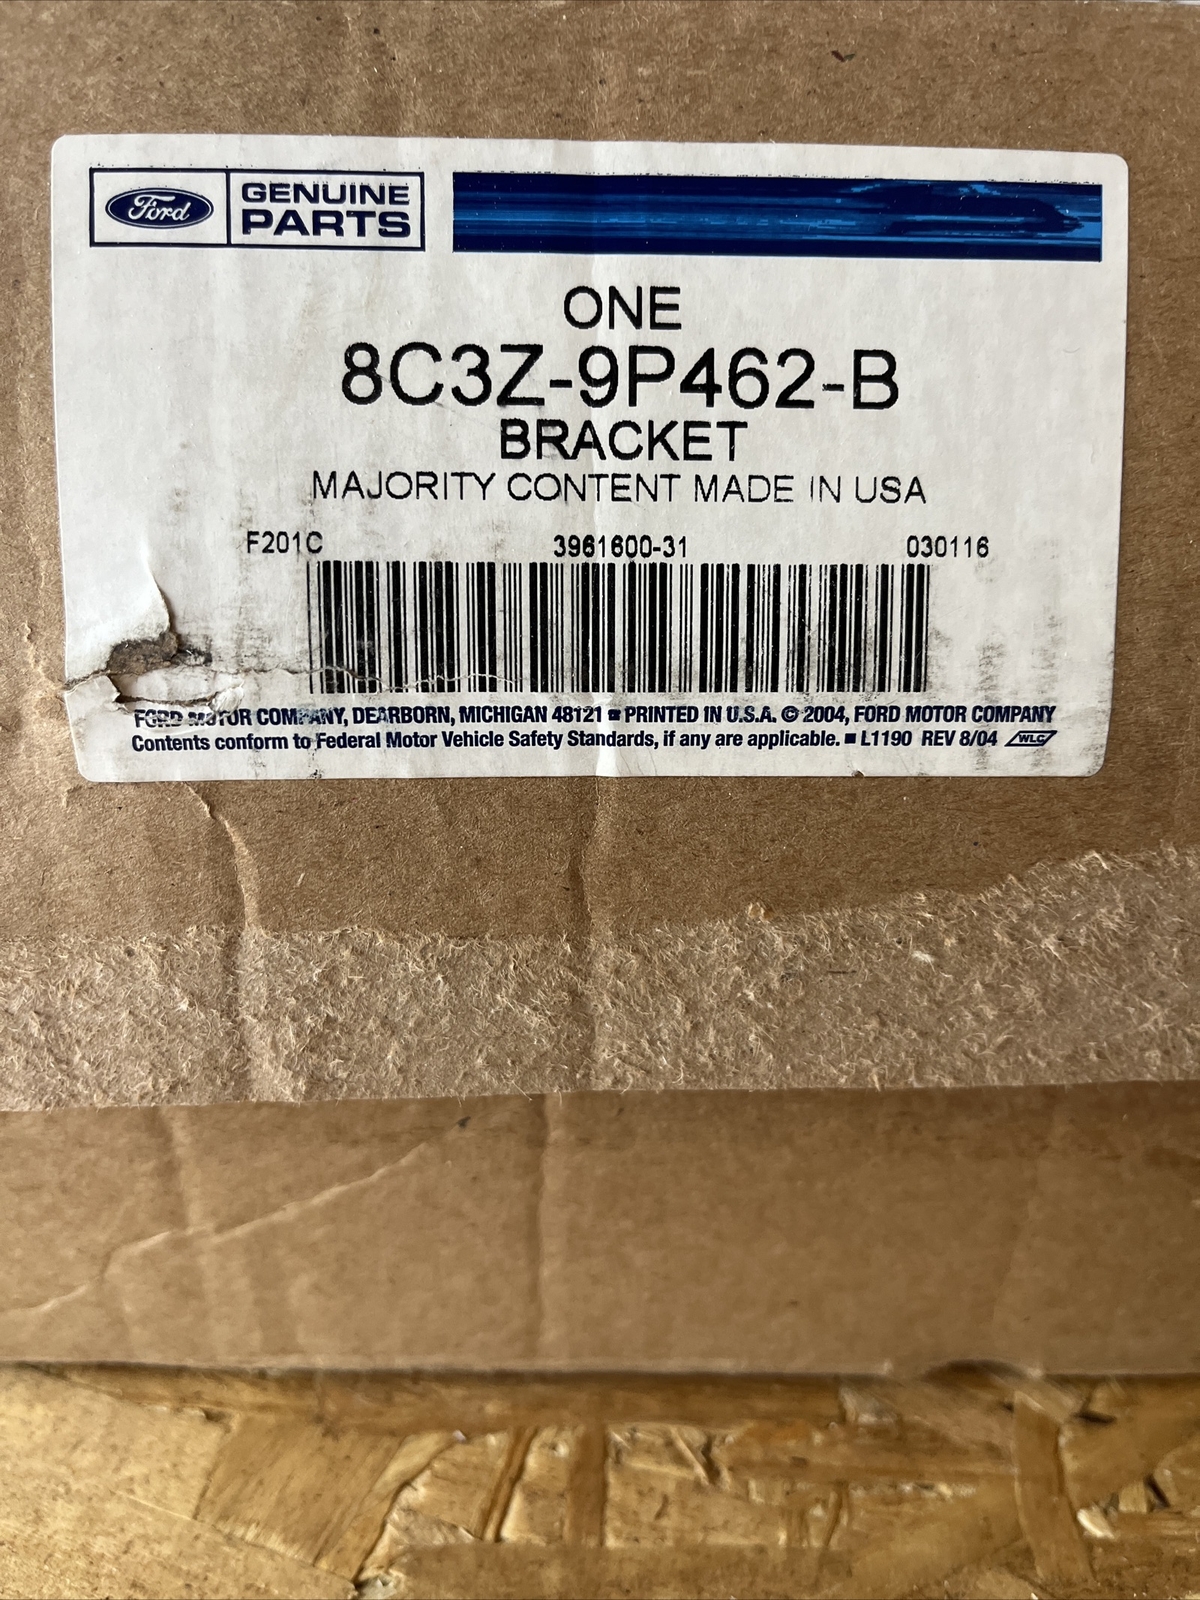 Ford GENUINE
PARTS
ONE
8C3Z-9P462-B
BRACKET
MAJORITY CONTENT MADE IN USA
F201C 3961600-31 030116
FORD MOTOR COMPANY, DEARBORN, MICHIGAN 48121 ■ PRINTED IN U.S.A. © 2004, FORD MOTOR COMPANY
Contents conform to Federal Motor Vehicle Safety Standards, if any are applicable. ■ L1190 REV 8/04 WLC